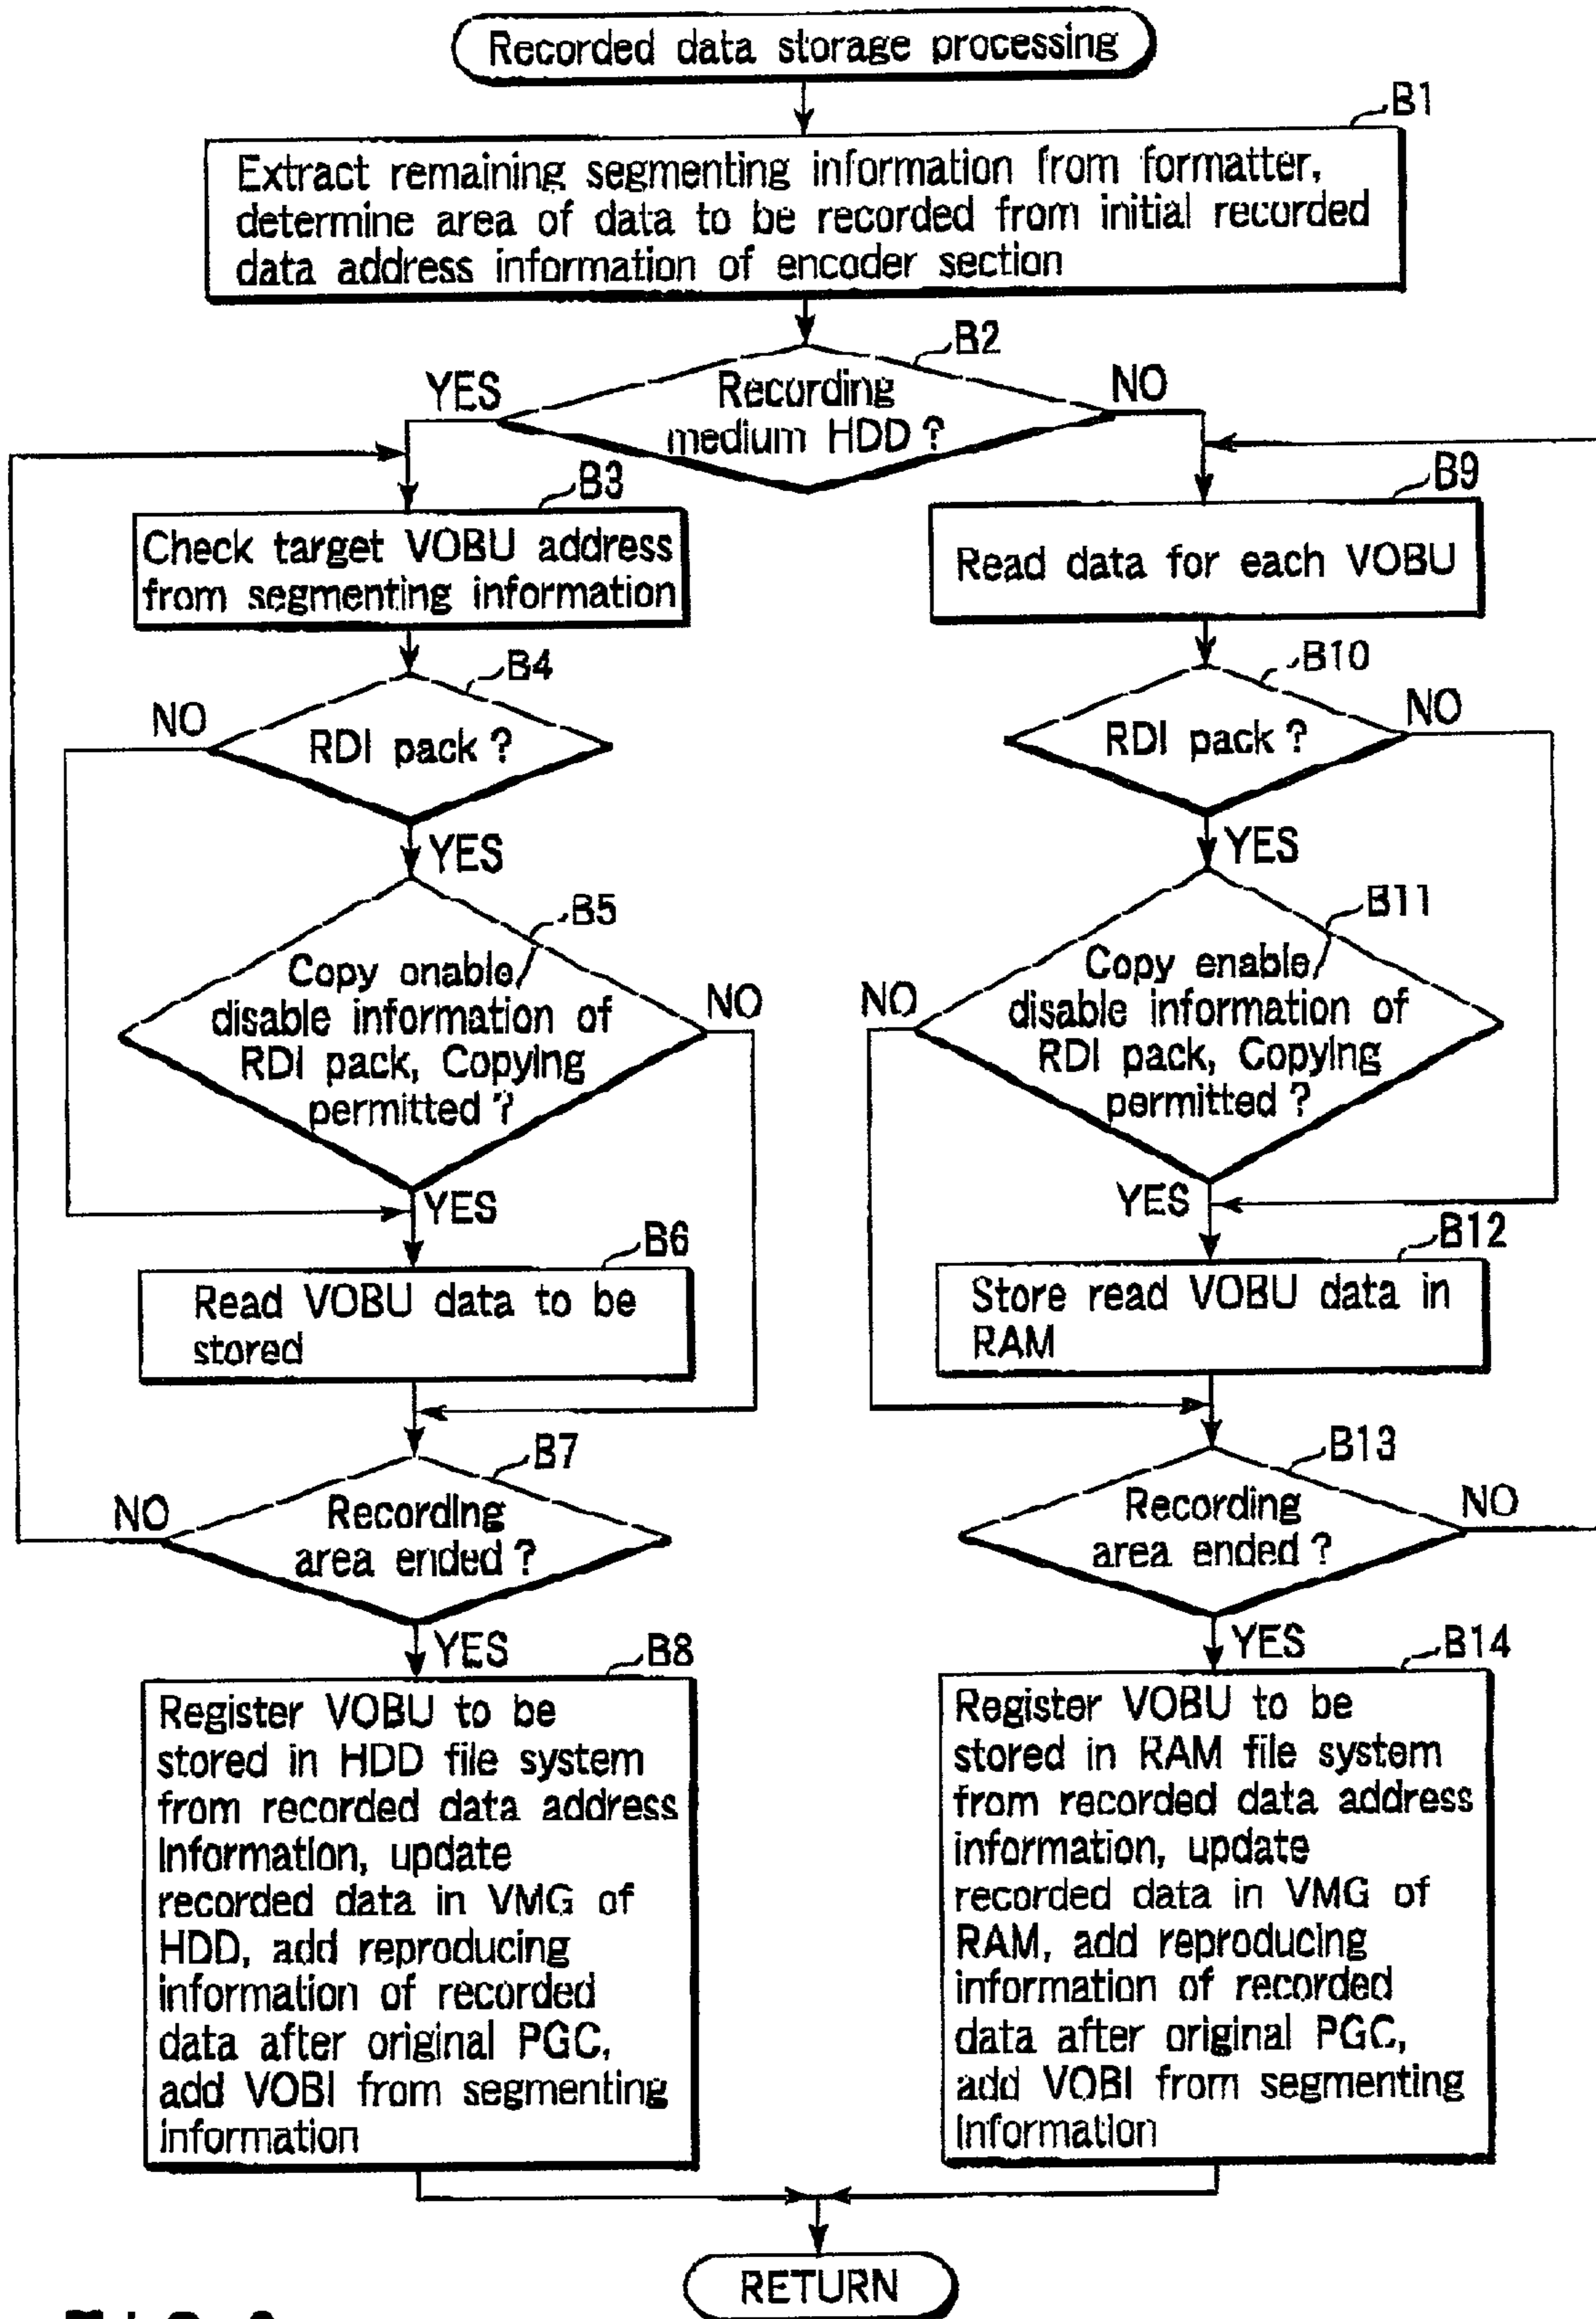 Recorded data storage processing
B1
Extract remaining segmenting information from formatter,
determine area of data to be recorded from initial recorded
data address information of encoder section
B2
Recording
medium HDD?
YES
NO
B3
Check target VOBU address
from segmenting information
B4
RDI pack?
NO
YES
B5
Copy enable/
disable information of
RDI pack, Copying
permitted?
NO
YES
B6
Read VOBU data to be
stored
B7
Recording
area ended?
NO
YES
B8
Register VOBU to be
stored in HDD file system
from recorded data address
information, update
recorded data in VMG of
HDD, add reproducing
information of recorded
data after original PGC,
add VOBI from segmenting
information
B9
Read data for each VOBU
B10
RDI pack?
NO
YES
B11
Copy enable/
disable information of
RDI pack, Copying
permitted?
NO
YES
B12
Store read VOBU data in
RAM
B13
Recording
area ended?
NO
YES
B14
Register VOBU to be
stored in RAM file system
from recorded data address
information, update
recorded data in VMG of
RAM, add reproducing
information of recorded
data after original PGC,
add VOBI from segmenting
information
RETURN